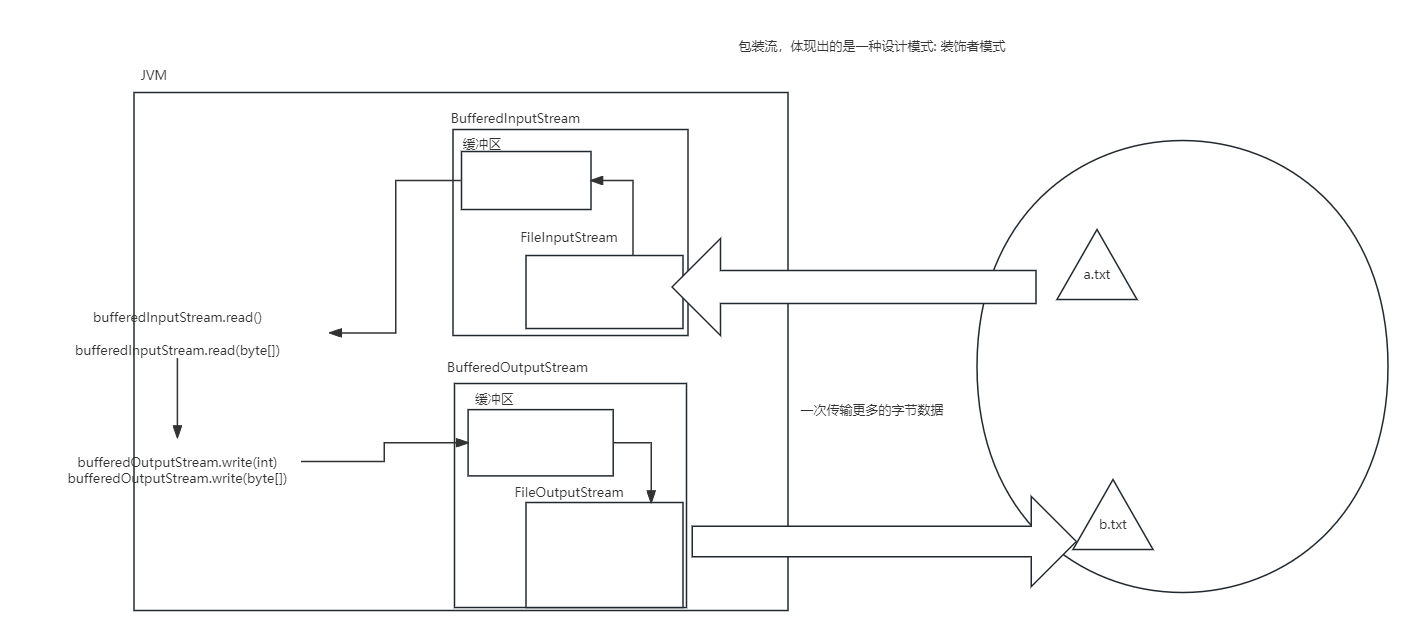 包装流，体现出的是一种设计模式: 装饰者模式
JVM
BufferedInputStream
缓冲区
FileInputStream
a.txt
bufferedInputStream.read()
bufferedInputStream.read(byte[])
BufferedOutputStream
缓冲区
一次传输更多的字节数据
bufferedOutputStream.write(int)
bufferedOutputStream.write(byte[])
FileOutputStream
b.txt